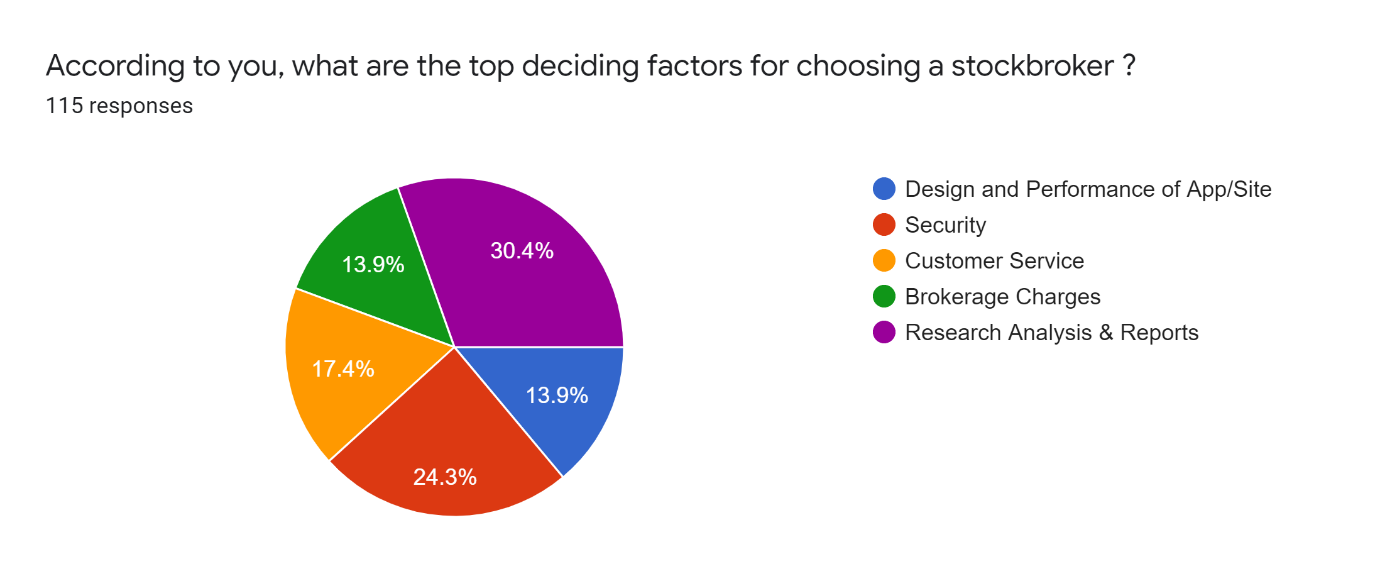 According to you, what are the top deciding factors for choosing a stockbroker ?
115 responses
30.4%
13.9%
17.4%
24.3%
13.9%
Design and Performance of App/Site
Security
Customer Service
Brokerage Charges
Research Analysis & Reports